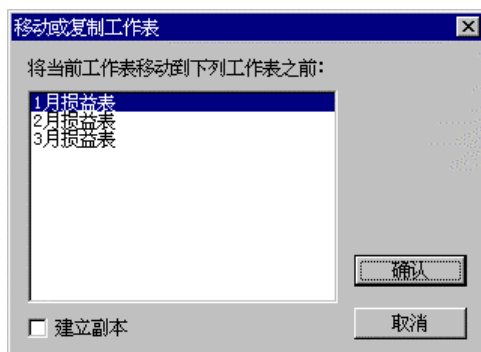 移动或复制工作表
将当前工作表移动到下列工作表之前:
1月损益表
2月损益表
3月损益表
确认
建立副本
取消